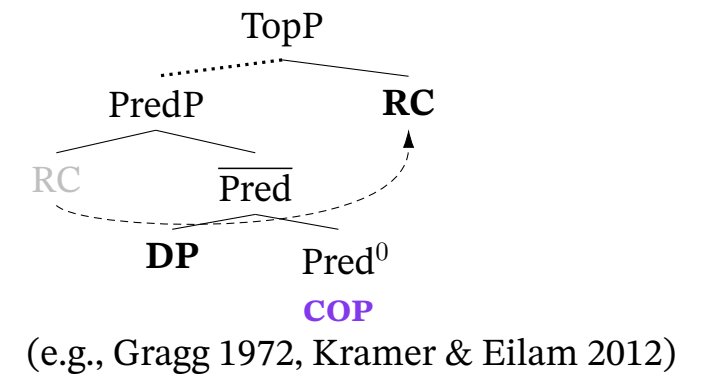 TopP
PredP RC
RC Pred
DP Pred⁰
COP
(e.g., Gragg 1972, Kramer & Eilam 2012)